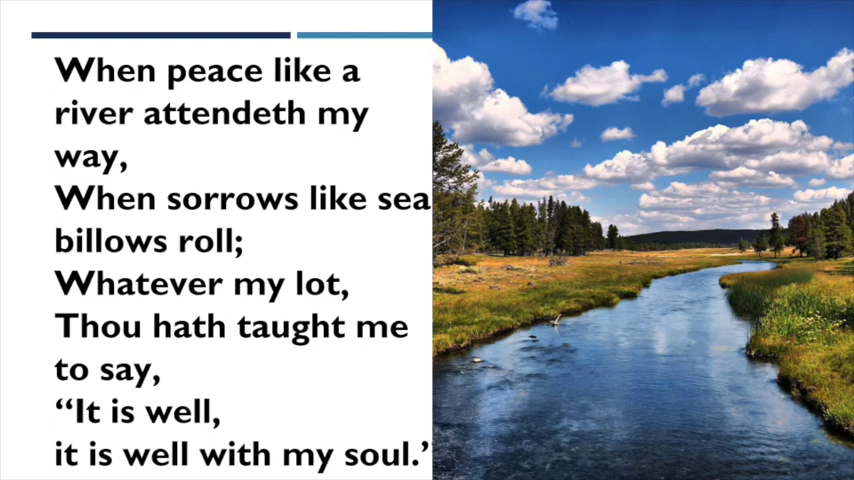 When peace like a
river attendeth my
way,
When sorrows like sea
billows roll;
Whatever my lot,
Thou hath taught me
to say,
“It is well,
it is well with my soul.”